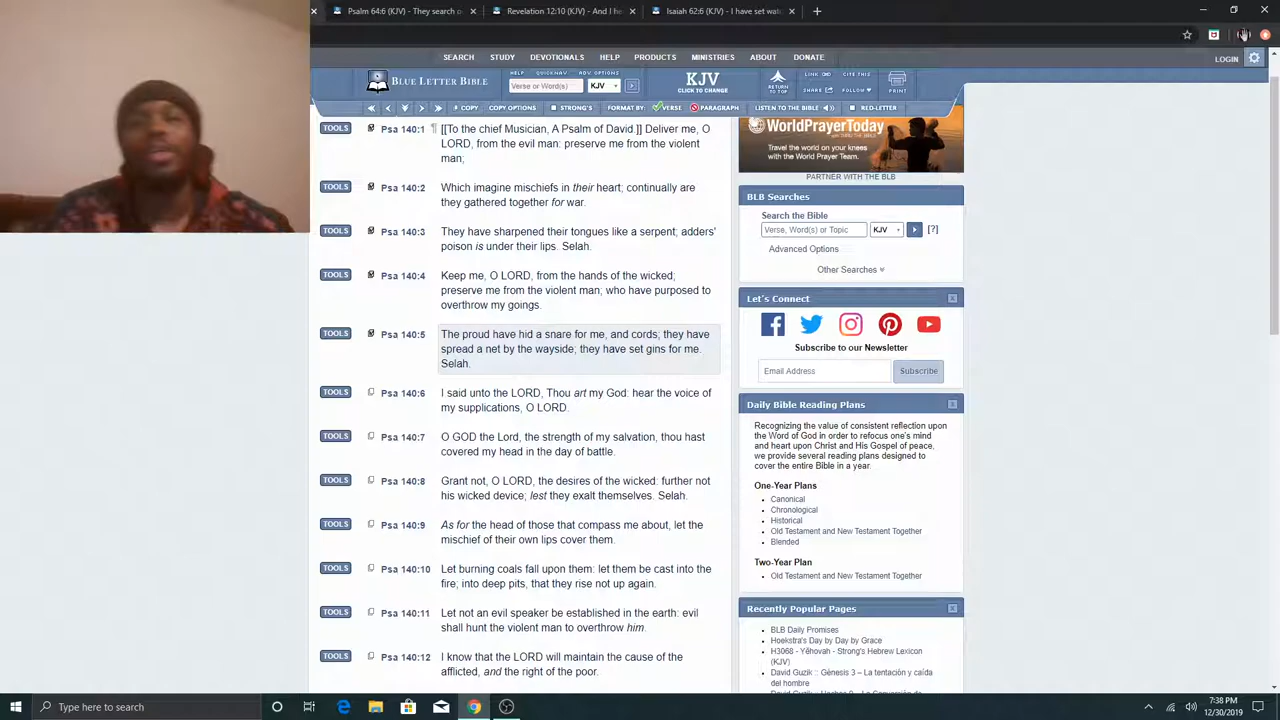 Psalm 64:6 (KJV) - They search o
Revelation 12:10 (KJV) - And I he
Isaiah 62:6 (KJV) - I have wat
SEARCH STUDY DEVOTIONALS HELP PRODUCTS MINISTRIES ABOUT DONATE
LOGIN
BLUE LETTER BIBLE
HELP QUICKNAV ADV. OPTIONS
Verse or Word(s) KJV
KJV
CLICK TO CHANGE
RETURN TO TOP
LINK CITE THIS
SHARE FOLLOW
PRINT
COPY COPY OPTIONS STRONG'S FORMAT BY: VERSE PARAGRAPH LISTEN TO THE BIBLE RED-LETTER
TOOLS Psa 140:1 ¶ [[To the chief Musician, A Psalm of David.]] Deliver me, O
LORD, from the evil man: preserve me from the violent
man;
TOOLS Psa 140:2 Which imagine mischiefs in their heart; continually are
they gathered together for war.
TOOLS Psa 140:3 They have sharpened their tongues like a serpent; adders'
poison is under their lips. Selah.
TOOLS Psa 140:4 Keep me, O LORD, from the hands of the wicked;
preserve me from the violent man; who have purposed to
overthrow my goings.
TOOLS Psa 140:5 The proud have hid a snare for me, and cords; they have
spread a net by the wayside; they have set gins for me.
Selah.
TOOLS Psa 140:6 I said unto the LORD, Thou art my God: hear the voice of
my supplications, O LORD.
TOOLS Psa 140:7 O GOD the Lord, the strength of my salvation, thou hast
covered my head in the day of battle.
TOOLS Psa 140:8 Grant not, O LORD, the desires of the wicked: further not
his wicked device; lest they exalt themselves. Selah.
TOOLS Psa 140:9 As for the head of those that compass me about, let the
mischief of their own lips cover them.
TOOLS Psa 140:10 Let burning coals fall upon them: let them be cast into the
fire; into deep pits, that they rise not up again.
TOOLS Psa 140:11 Let not an evil speaker be established in the earth: evil
shall hunt the violent man to overthrow him.
TOOLS Psa 140:12 I know that the LORD will maintain the cause of the
afflicted, and the right of the poor.
WorldPrayerToday
Travel the world on your knees
with the World Prayer Team.
PARTNER WITH THE BLB
BLB Searches
Search the Bible
Verse, Word(s) or Topic KJV [?]
Advanced Options
Other Searches
Let's Connect
Subscribe to our Newsletter
Email Address Subscribe
Daily Bible Reading Plans
Recognizing the value of consistent reflection upon
the Word of God in order to refocus one's mind
and heart upon Christ and His Gospel of peace,
we provide several reading plans designed to
cover the entire Bible in a year.
One-Year Plans
Canonical
Chronological
Historical
Old Testament and New Testament Together
Blended
Two-Year Plan
Old Testament and New Testament Together
Recently Popular Pages
BLB Daily Promises
Hoekstra's Day by Day by Grace
H3068 - Yĕhovah - Strong's Hebrew Lexicon
(KJV)
David Guzik :: Génesis 3 – La tentación y caída
del hombre
Type here to search
7:38 PM
12/30/2019